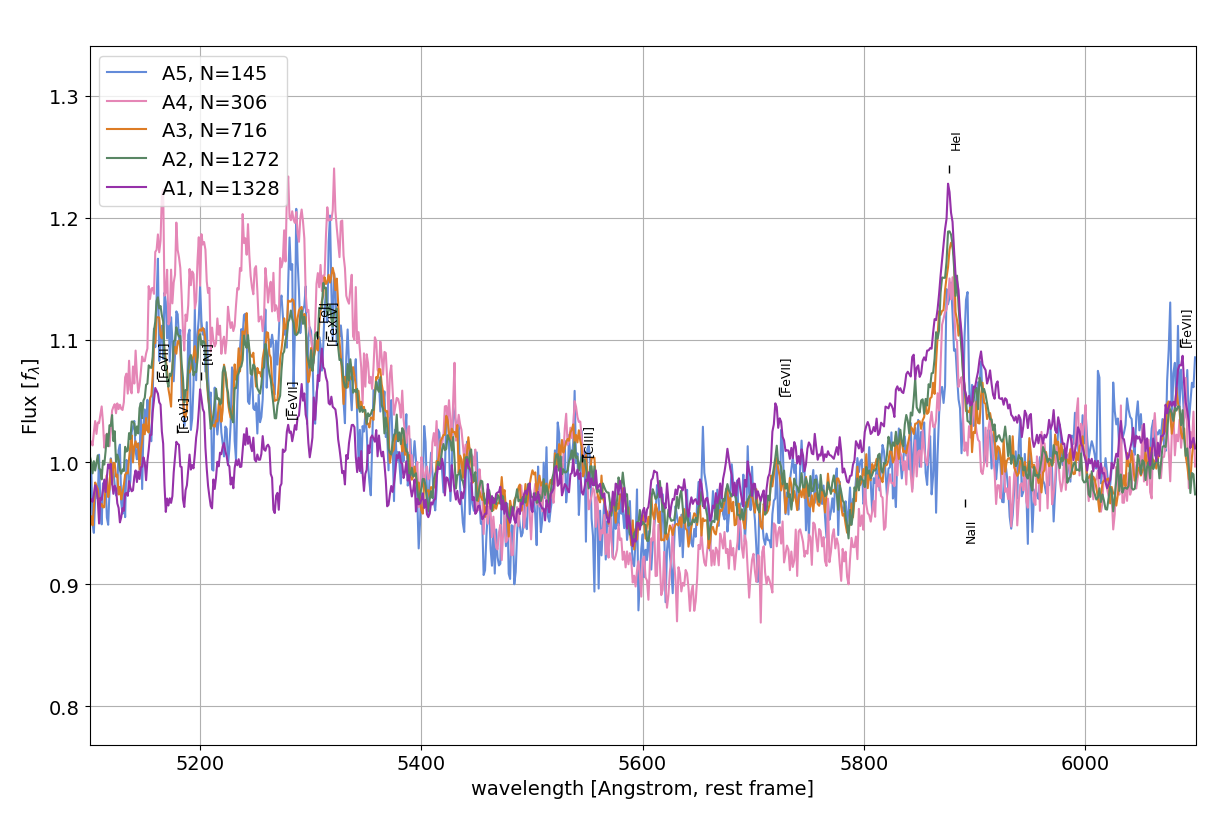 A5, N=145
A4, N=306
A3, N=716
A2, N=1272
A1, N=1328
Flux [fλ]
1.3
1.2
1.1
1.0
0.9
0.8
[FeVII]
[FeVI]
[NI]
[FeVII]
FeII
[FeXIV]
[ClIII]
[FeVII]
HeI
NaII
[FeVII]
5200
5400
5600
5800
6000
wavelength [Angstrom, rest frame]